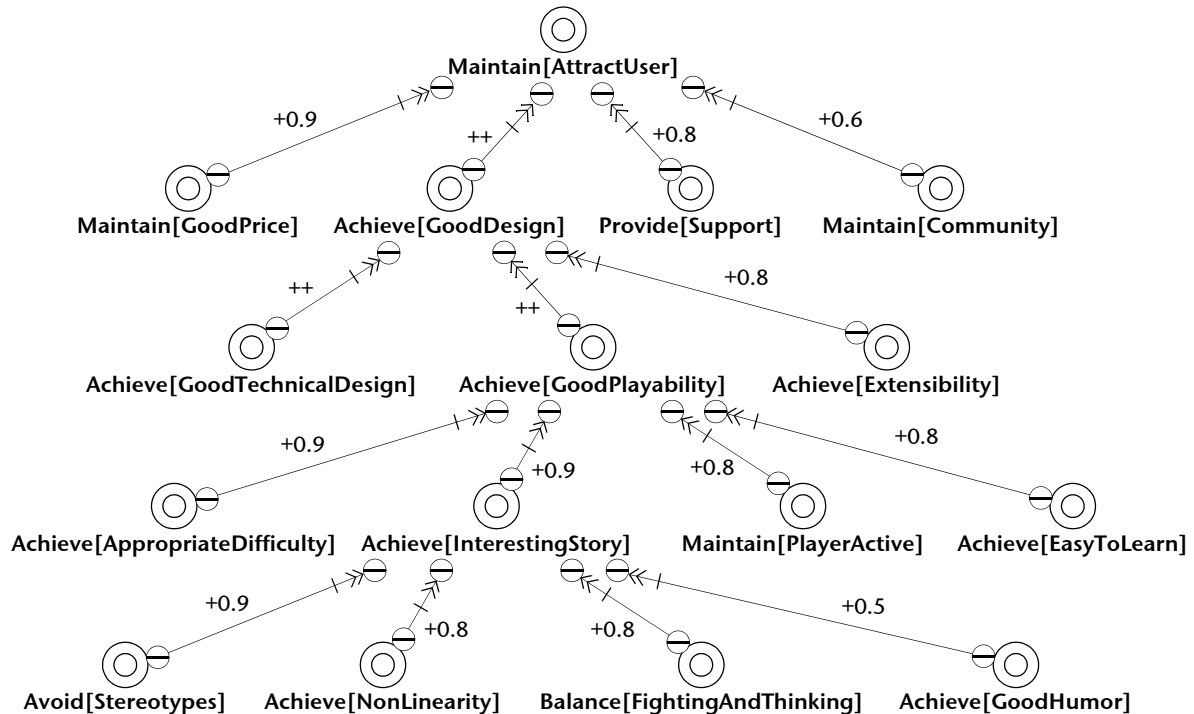 Maintain[AttractUser]
+0.9
++
+0.8
+0.6
Maintain[GoodPrice]
Achieve[GoodDesign]
Provide[Support]
Maintain[Community]
++
++
+0.8
Achieve[GoodTechnicalDesign]
Achieve[GoodPlayability]
Achieve[Extensibility]
+0.9
+0.9
+0.8
+0.8
Achieve[AppropriateDifficulty]
Achieve[InterestingStory]
Maintain[PlayerActive]
Achieve[EasyToLearn]
+0.9
+0.8
+0.8
+0.5
Avoid[Stereotypes]
Achieve[NonLinearity]
Balance[FightingAndThinking]
Achieve[GoodHumor]